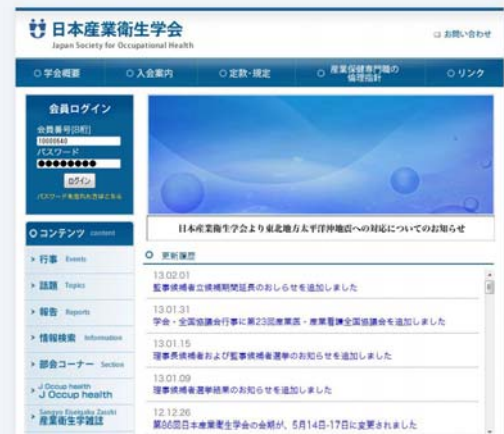 日本産業衛生学会
Japan Society for Occupational Health
お問い合わせ
学会概要
入会案内
定款・規定
産業保健専門職の
倫理指針
リンク
会員ログイン
会員番号[8桁]
10000640
パスワード
●●●●●●●●●
ログイン
パスワードを忘れた方はこちら
日本産業衛生学会より東北地方太平洋沖地震への対応についてのお知らせ
コンテンツ content
行事 Events
話題 Topics
報告 Reports
情報検索 Information
部会コーナー Section
J Occup health
J Occup health
Sangyo Eiseigaku Zasshi
産業衛生学雑誌
更新履歴
13.02.01
監事候補者立候補期間延長のおしらせを追加しました
13.01.31
学会・全国協議会行事に第23回産業医・産業看護全国協議会を追加しました
13.01.15
理事長候補者および監事候補者選挙のお知らせを追加しました
13.01.09
理事候補者選挙結果のお知らせを追加しました
12.12.26
第86回日本産業衛生学会の会期が、5月14日-17日に変更されました